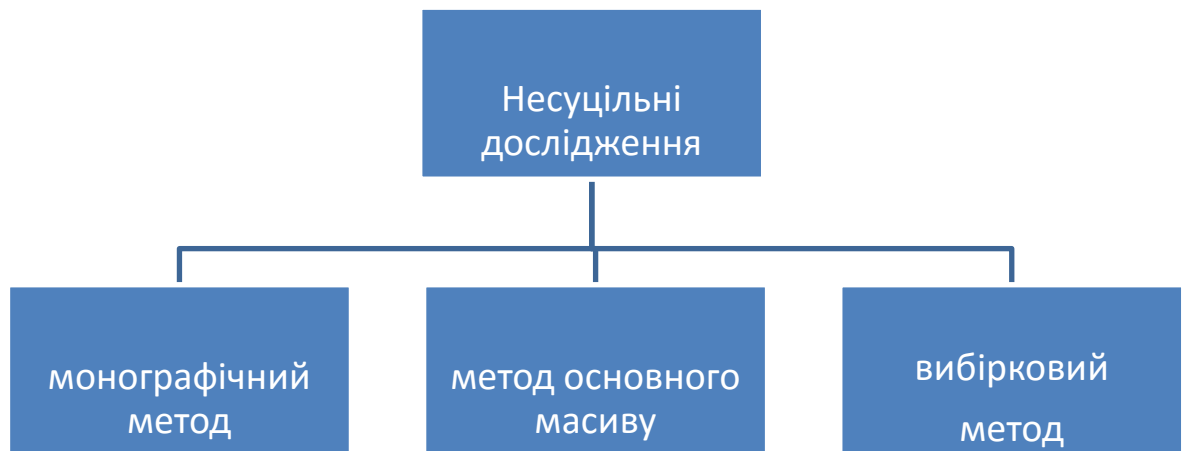 Несуцільні
дослідження
монографічний
метод
метод основного
масиву
вибірковий
метод